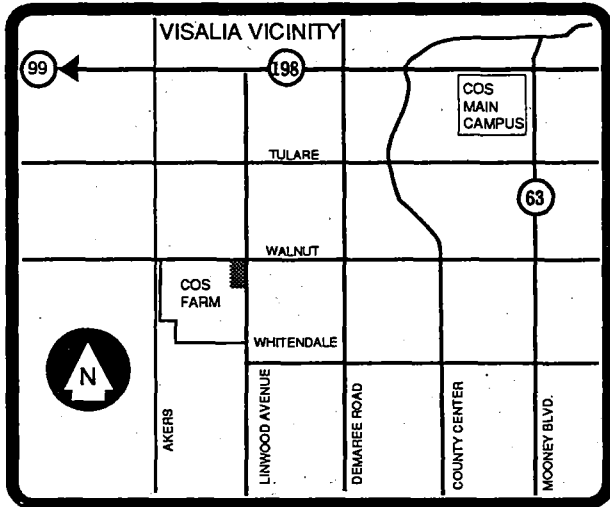 VISALIA VICINITY
99
198
COS
MAIN
CAMPUS
TULARE
63
WALNUT
COS
FARM
WHITENDALE
N
AKERS
LINWOOD AVENUE
DEMAREE ROAD
COUNTY CENTER
MOONEY BLVD.